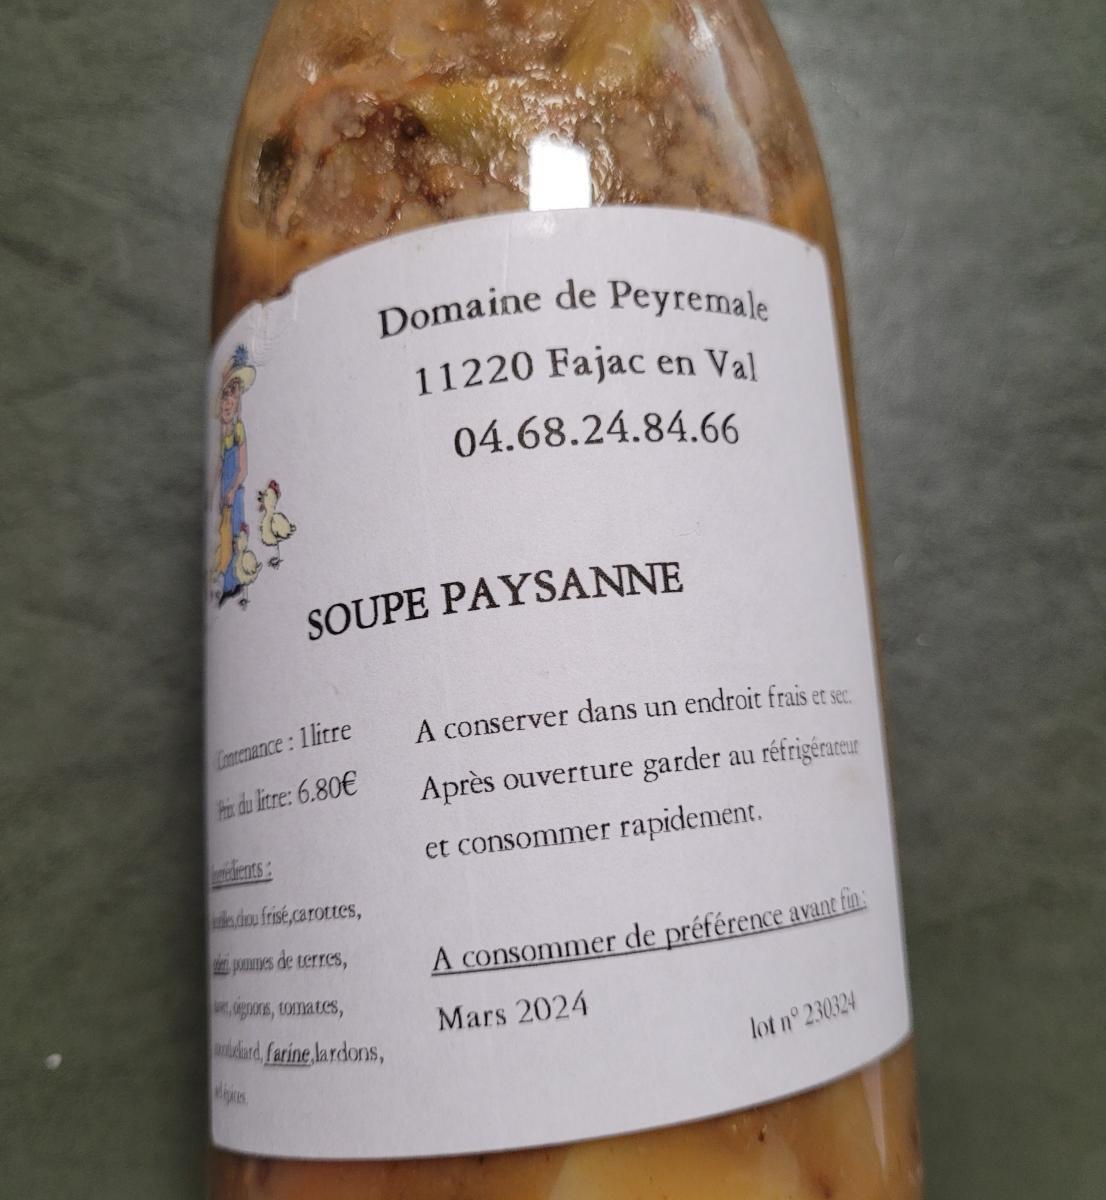 Domaine de Peyremale
11220 Fajac en Val
04.68.24.84.66
SOUPE PAYSANNE
Contenance : 1litre
Prix du litre: 6.80€
Ingrédients :
chou frisé,carottes,
céleri, pommes de terres,
oignons, tomates,
farine,lardons,
épices.
A conserver dans un endroit frais et sec.
Après ouverture garder au réfrigérateur
et consommer rapidement.
A consommer de préférence avant fin :
Mars 2024
lot n° 230324